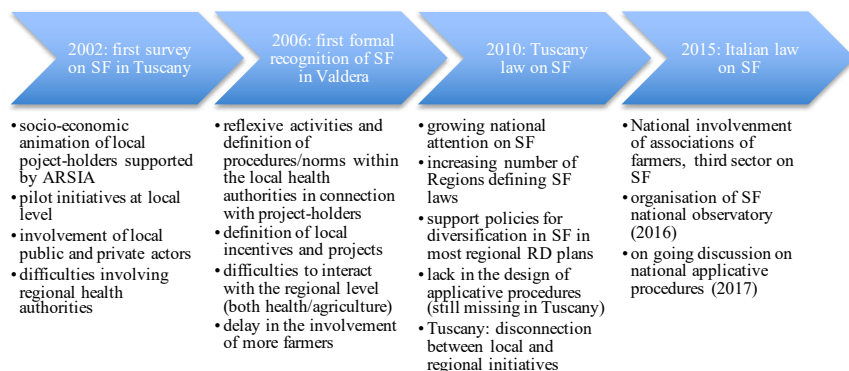 2002: first survey
on SF in Tuscany
• socio-economic
animation of local
poject-holders supported
by ARSIA
• pilot initiatives at local
level
• involvement of local
public and private actors
• difficulties involving
regional health
authorities
2006: first formal
recognition of SF
in Valdera
• reflexive activities and
definition of
procedures/norms within
the local health
authorities in connection
with project-holders
• definition of local
incentives and projects
• difficulties to interact
with the regional level
(both health/agriculture)
• delay in the involvement
of more farmers
2010: Tuscany
law on SF
• growing national
attention on SF
• increasing number of
Regions defining SF
laws
• support policies for
diversification in SF in
most regional RD plans
• lack in the design of
applicative procedures
(still missing in Tuscany)
• Tuscany: disconnection
between local and
regional initiatives
2015: Italian law
on SF
• National involvenment
of associations of
farmers, third sector on
SF
• organisation of SF
national observatory
(2016)
• on going discussion on
national applicative
procedures (2017)